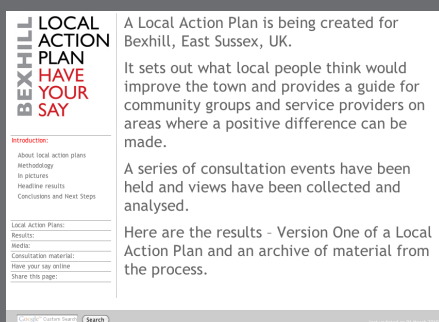 BEXHILL
LOCAL
ACTION
PLAN
HAVE
YOUR
SAY
Introduction:
About local action plans
Methodology
In pictures
Headline results
Conclusions and Next Steps
Local Action Plans:
Results:
Media:
Consultation material:
Have your say online
Share this page:
A Local Action Plan is being created for
Bexhill, East Sussex, UK.
It sets out what local people think would
improve the town and provides a guide for
community groups and service providers on
areas where a positive difference can be
made.
A series of consultation events have been
held and views have been collected and
analysed.
Here are the results – Version One of a Local
Action Plan and an archive of material from
the process.
Google™ Custom Search Search